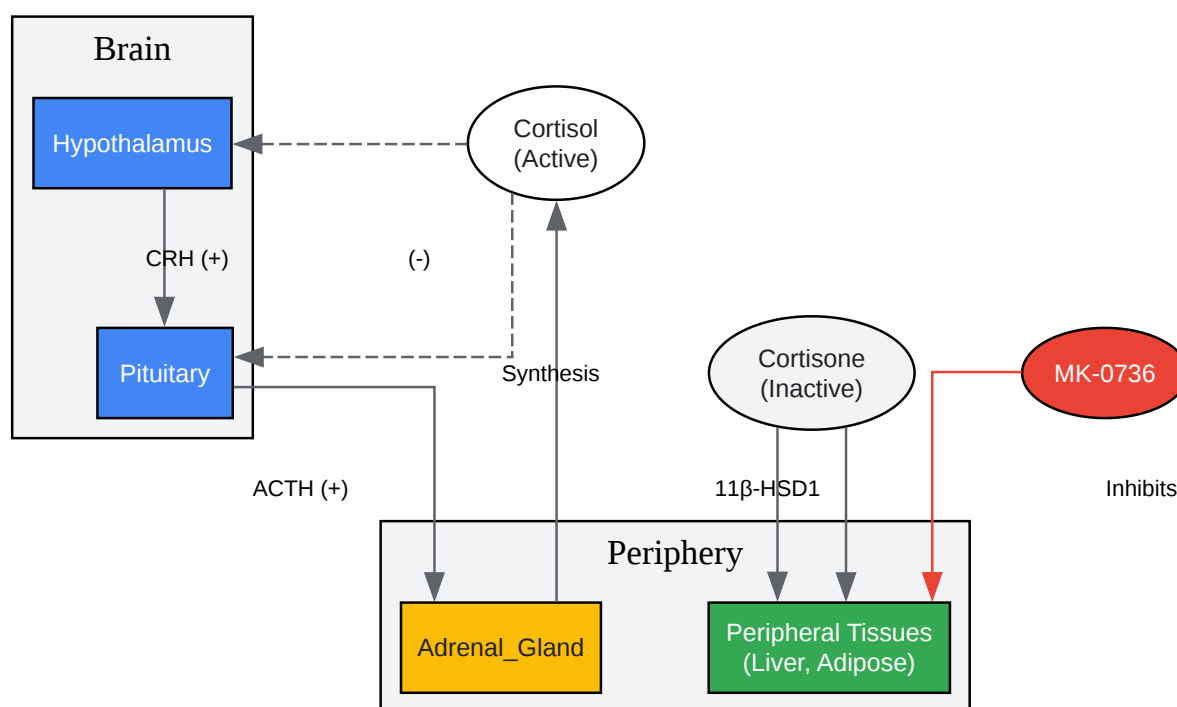 Brain
Hypothalamus
Cortisol
(Active)
CRH (+)
(-)
Pituitary
Synthesis
Cortisone
(Inactive)
MK-0736
ACTH (+)
11β-HSD1
Inhibits
Periphery
Adrenal_Gland
Peripheral Tissues
(Liver, Adipose)